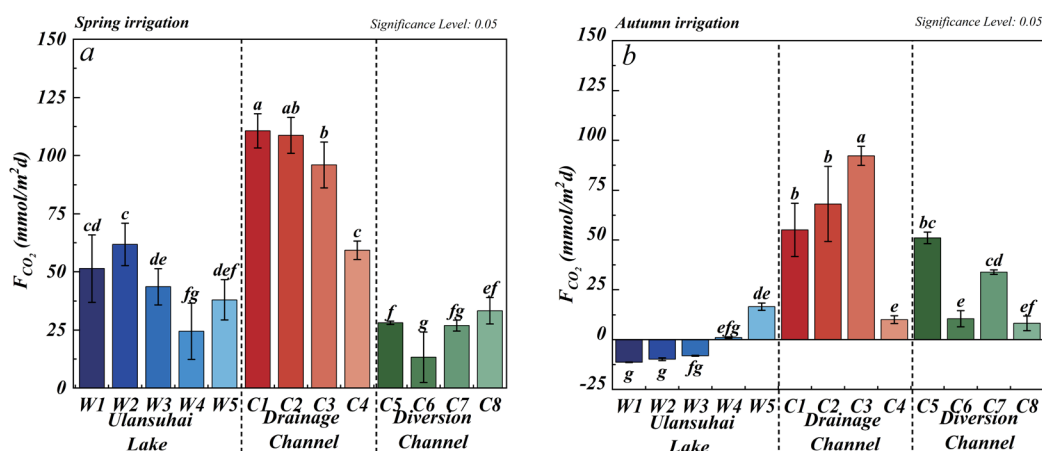 Spring irrigation
Significance Level: 0.05
a
F_CO2 (mmol/m²d)
150
125
100
75
50
25
0
cd
c
de
fg
def
a
ab
b
c
f
g
fg
ef
W1 W2 W3 W4 W5 C1 C2 C3 C4 C5 C6 C7 C8
Ulansuhai Lake
Drainage Channel
Diversion Channel
Autumn irrigation
Significance Level: 0.05
b
F_CO2 (mmol/m²d)
150
125
100
75
50
25
0
-25
g
g
fg
efg
de
b
b
a
e
bc
e
cd
ef
W1 W2 W3 W4 W5 C1 C2 C3 C4 C5 C6 C7 C8
Ulansuhai Lake
Drainage Channel
Diversion Channel